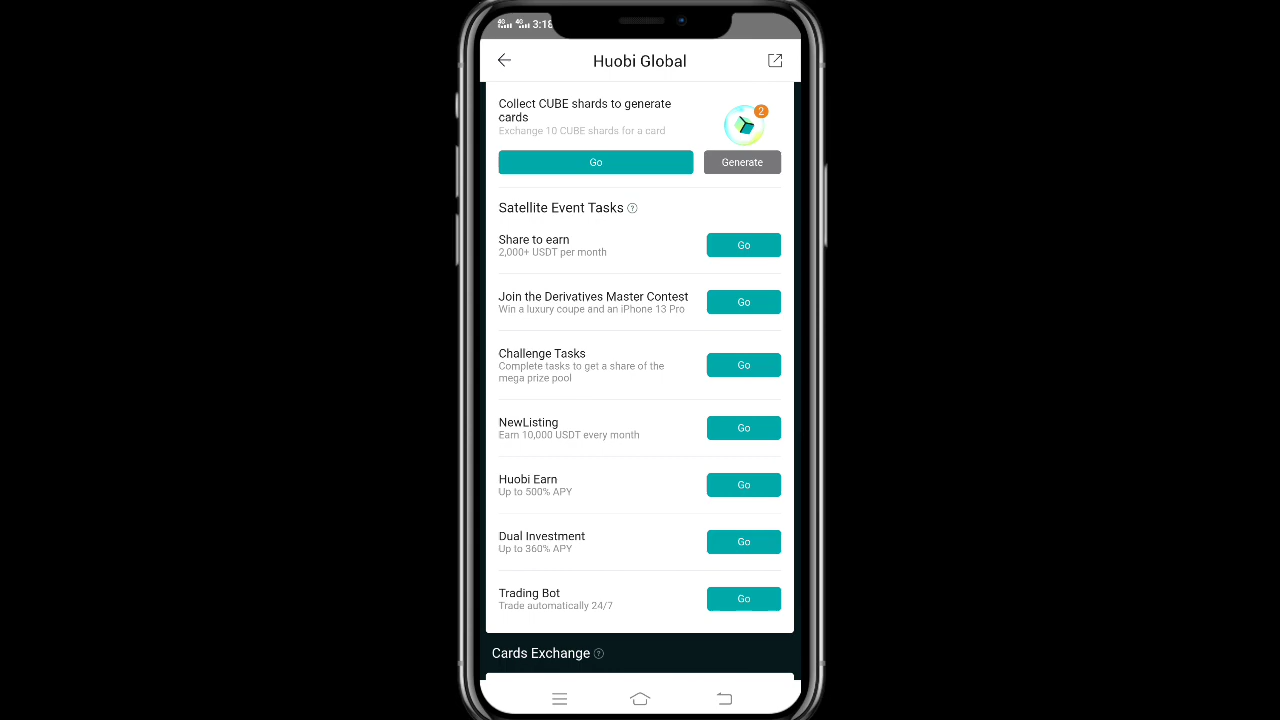 4G 4G 3:18
Huobi Global
Collect CUBE shards to generate
cards
Exchange 10 CUBE shards for a card
2
Go
Generate
Satellite Event Tasks ?
Share to earn
2,000+ USDT per month
Go
Join the Derivatives Master Contest
Win a luxury coupe and an iPhone 13 Pro
Go
Challenge Tasks
Complete tasks to get a share of the
mega prize pool
Go
NewListing
Earn 10,000 USDT every month
Go
Huobi Earn
Up to 500% APY
Go
Dual Investment
Up to 360% APY
Go
Trading Bot
Trade automatically 24/7
Go
Cards Exchange ?